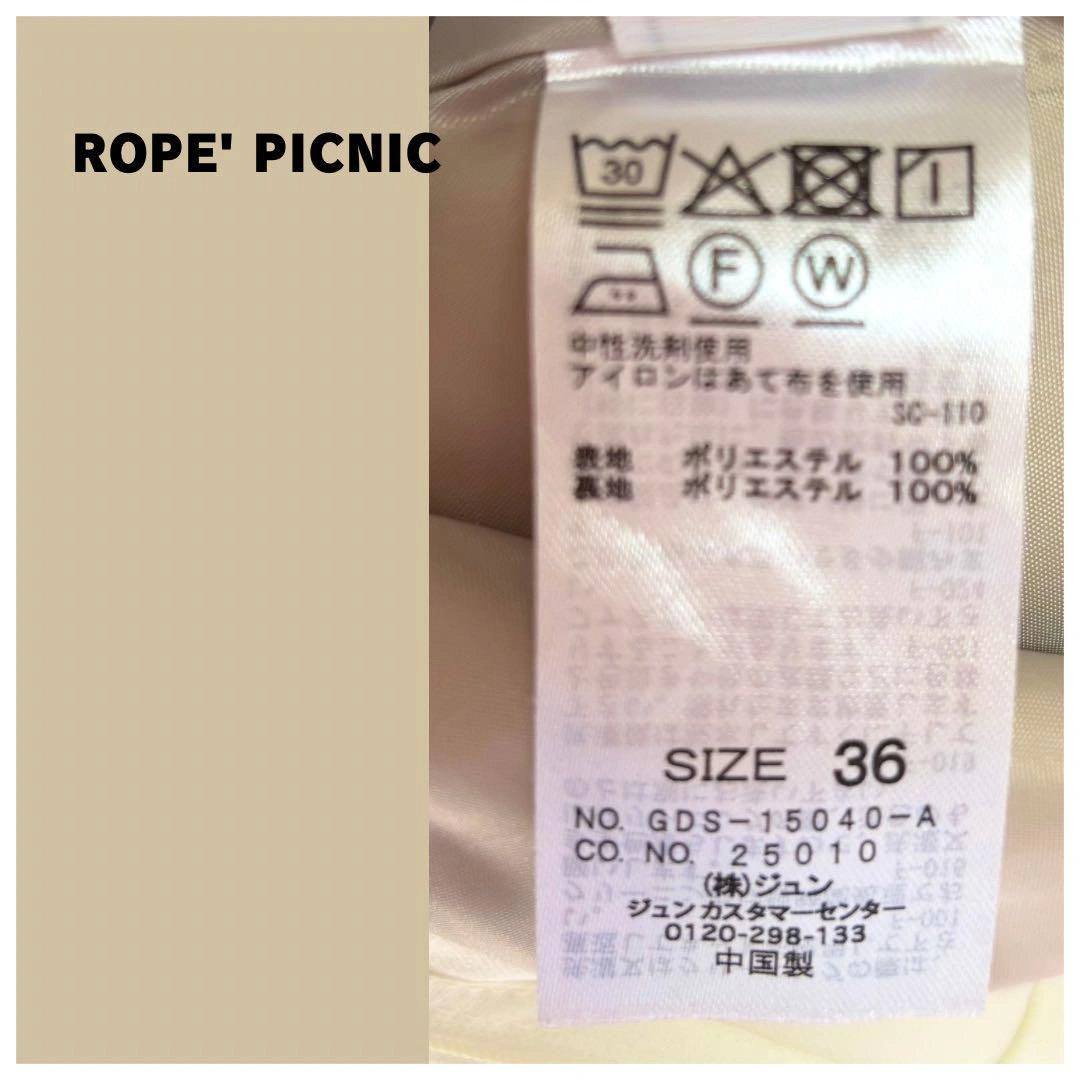 ROPE' PICNIC
30
F W
中性洗剤使用
アイロンはあて布を使用
SC-110
表地 ポリエステル 100%
裏地 ポリエステル 100%
SIZE 36
NO. GDS-15040-A
CO. NO. 25010
(株)ジュン
ジュンカスタマーセンター
0120-298-133
中国製